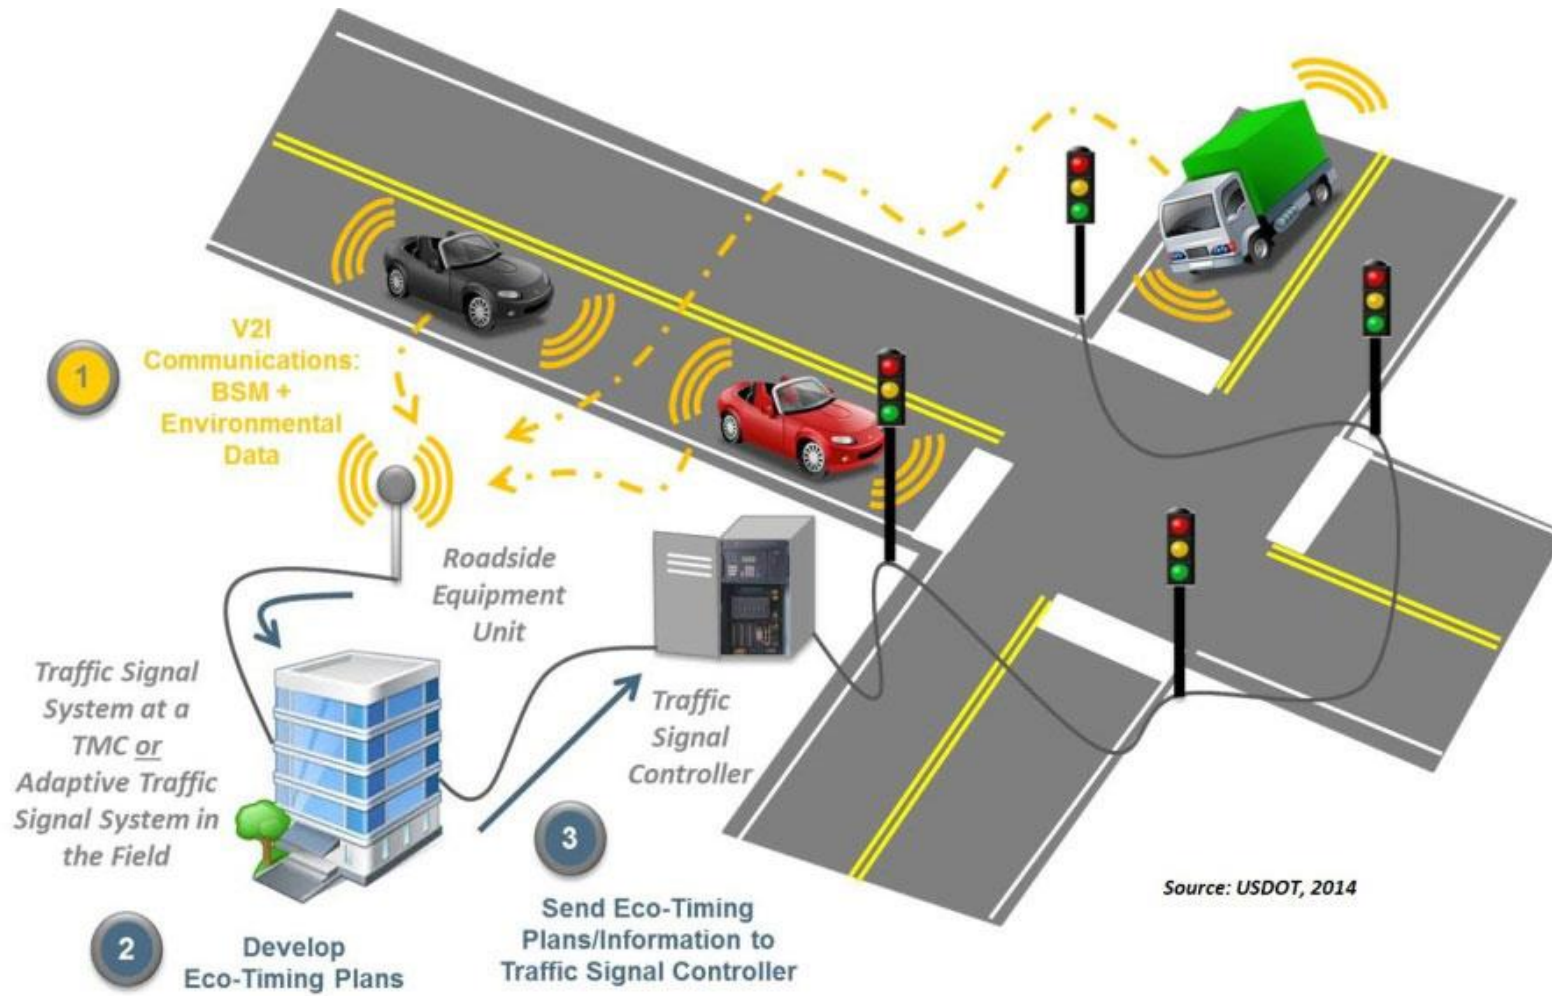 1
V2I
Communications:
BSM +
Environmental
Data
Roadside
Equipment
Unit
Traffic Signal
System at a
TMC or
Adaptive Traffic
Signal System in
the Field
Traffic
Signal
Controller
2
Develop
Eco-Timing Plans
3
Send Eco-Timing
Plans/Information to
Traffic Signal Controller
Source: USDOT, 2014